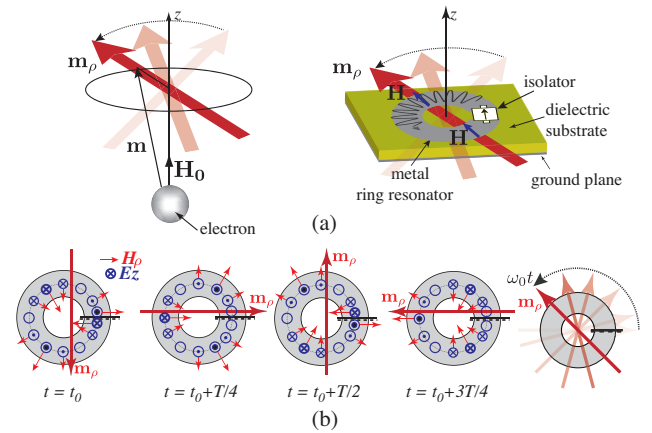 z
m_ρ
m
H_0
electron
z
m_ρ
H
H
isolator
dielectric
substrate
metal
ring resonator
ground plane
(a)
H_ρ
Ez
m_ρ
m_ρ
m_ρ
m_ρ
ω_0t
m_ρ
t = t_0
t = t_0+T/4
t = t_0+T/2
t = t_0+3T/4
(b)